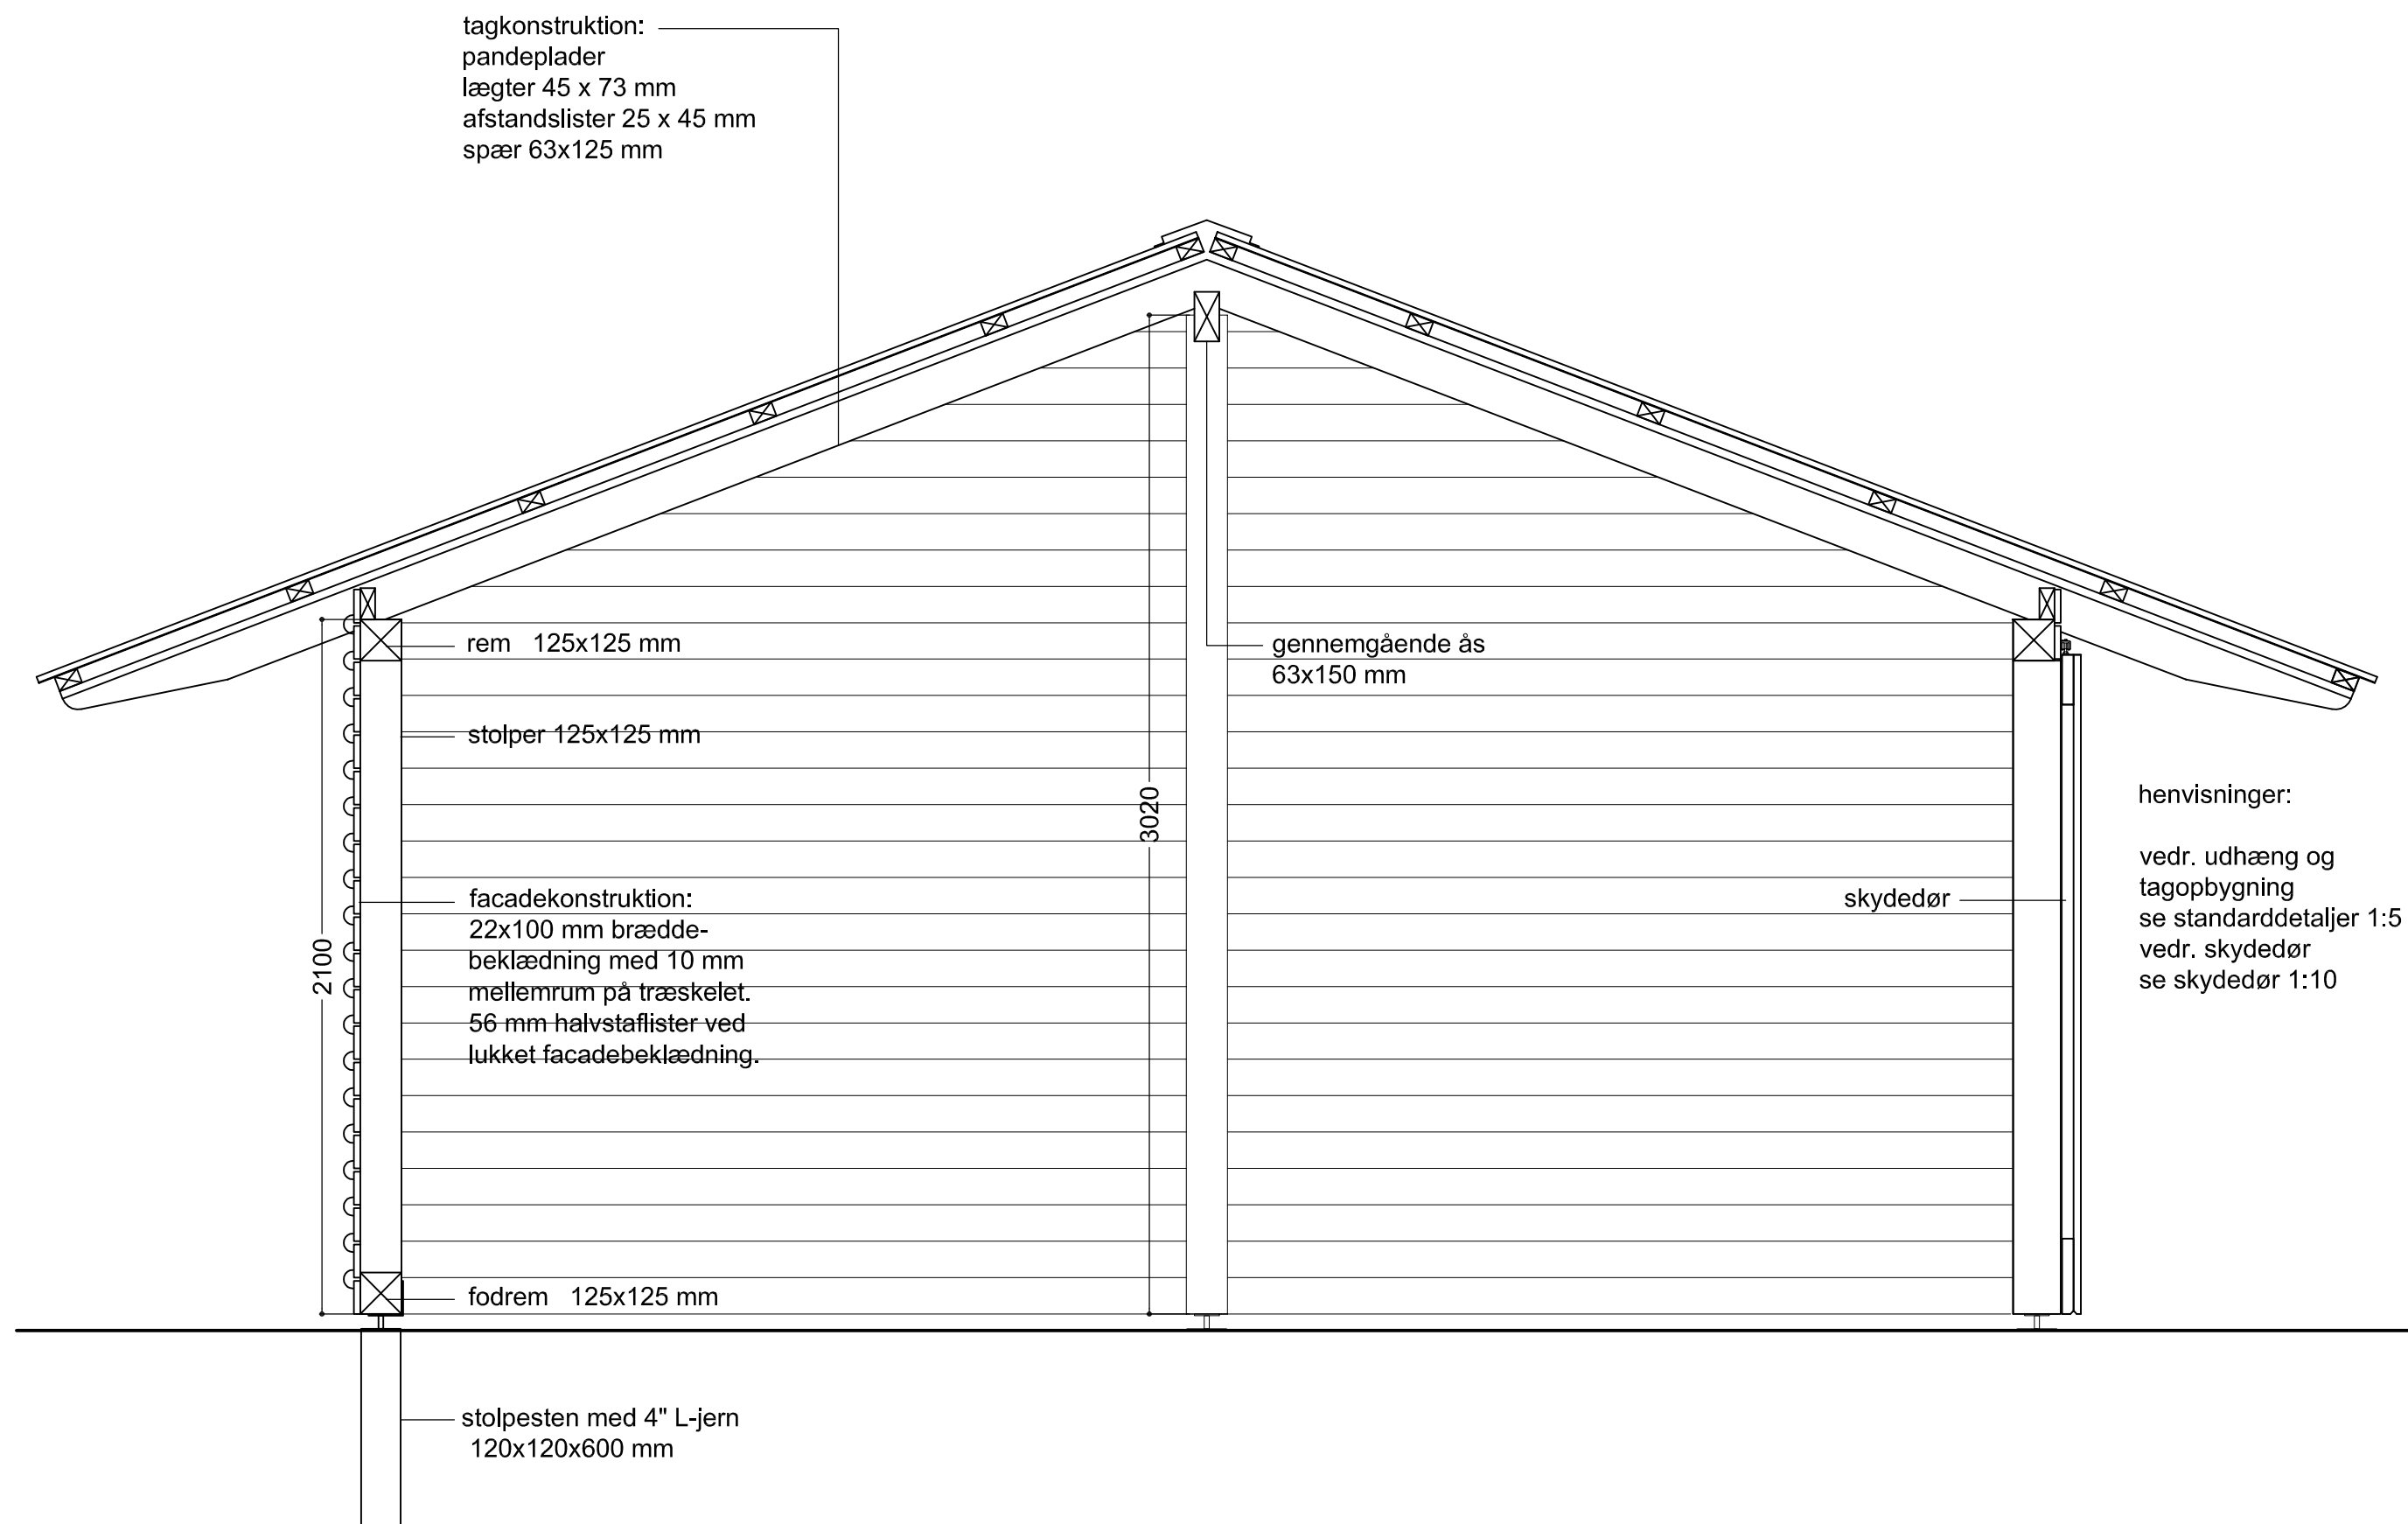 tagkonstruktion:
pandeplader
lægter 45 x 73 mm
afstandslister 25 x 45 mm
spær 63x125 mm
rem 125x125 mm
gennemgående ås
63x150 mm
stolper 125x125 mm
3020
henvisninger:
vedr. udhæng og
tagopbygning
se standarddetaljer 1:5
vedr. skydedør
se skydedør 1:10
skydedør
2100
facadekonstruktion:
22x100 mm brædde-
beklædning med 10 mm
mellemrum på træskelet.
56 mm halvstaflister ved
lukket facadebeklædning.
fodrem 125x125 mm
stolpesten med 4" L-jern
120x120x600 mm